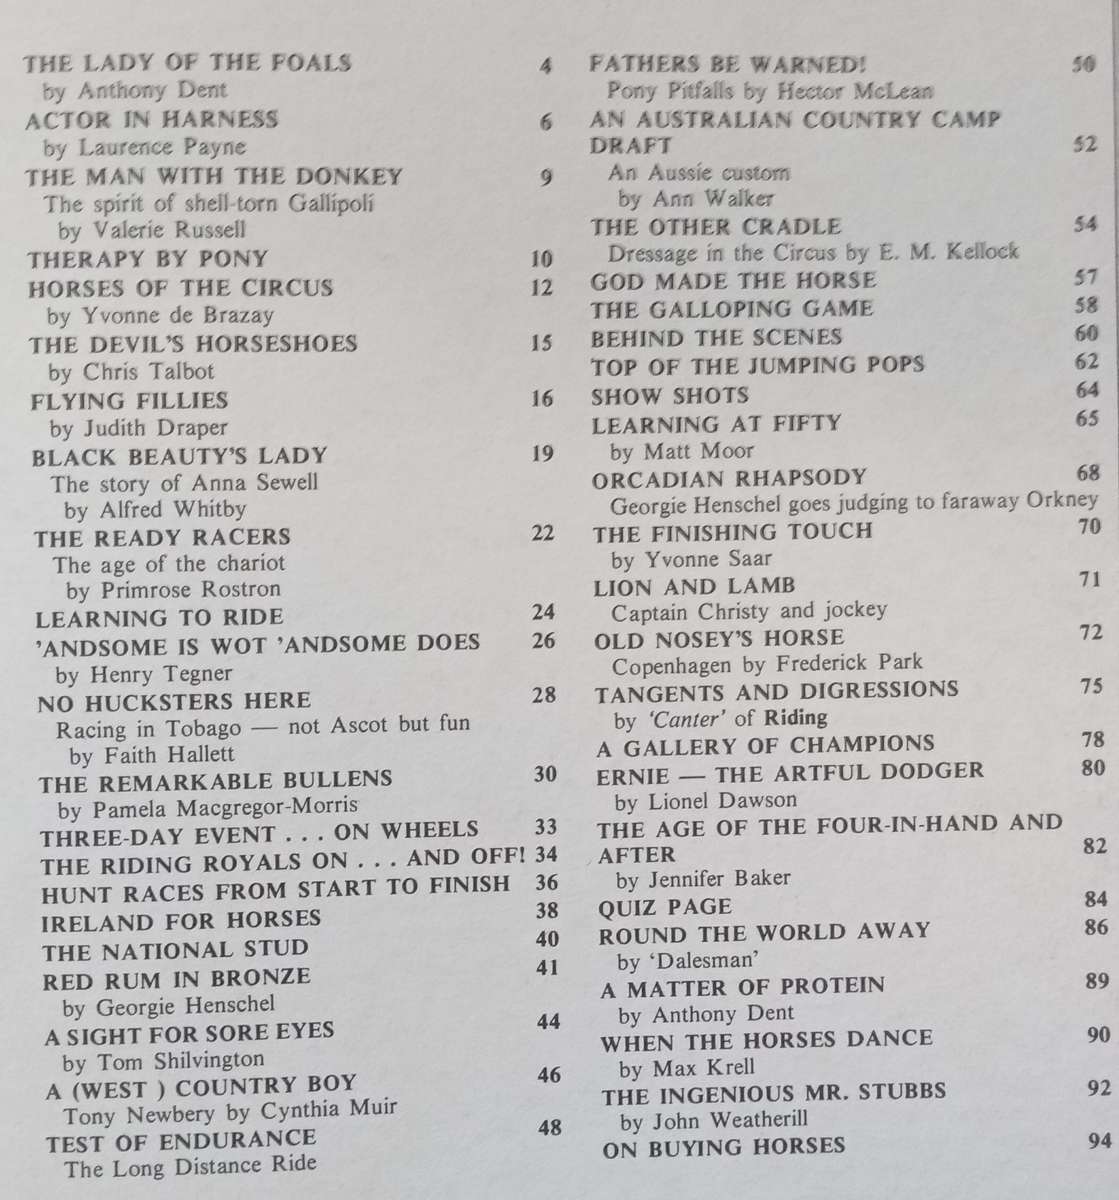 THE LADY OF THE FOALS 4
by Anthony Dent
ACTOR IN HARNESS 6
by Laurence Payne
THE MAN WITH THE DONKEY 9
The spirit of shell-torn Gallipoli
by Valerie Russell
THERAPY BY PONY 10
HORSES OF THE CIRCUS 12
by Yvonne de Brazay
THE DEVIL'S HORSESHOES 15
by Chris Talbot
FLYING FILLIES 16
by Judith Draper
BLACK BEAUTY'S LADY 19
The story of Anna Sewell
by Alfred Whitby
THE READY RACERS 22
The age of the chariot
by Primrose Rostron
LEARNING TO RIDE 24
'ANDSOME IS WOT 'ANDSOME DOES 26
by Henry Tegner
NO HUCKSTERS HERE 28
Racing in Tobago — not Ascot but fun
by Faith Hallett
THE REMARKABLE BULLENS 30
by Pamela Macgregor-Morris
THREE-DAY EVENT . . . ON WHEELS 33
THE RIDING ROYALS ON . . . AND OFF! 34
HUNT RACES FROM START TO FINISH 36
IRELAND FOR HORSES 38
THE NATIONAL STUD 40
RED RUM IN BRONZE 41
by Georgie Henschel
A SIGHT FOR SORE EYES 44
by Tom Shilvington
A (WEST ) COUNTRY BOY 46
Tony Newbery by Cynthia Muir
TEST OF ENDURANCE 48
The Long Distance Ride
FATHERS BE WARNED! 50
Pony Pitfalls by Hector McLean
AN AUSTRALIAN COUNTRY CAMP
DRAFT 52
An Aussie custom
by Ann Walker
THE OTHER CRADLE 54
Dressage in the Circus by E. M. Kellock
GOD MADE THE HORSE 57
THE GALLOPING GAME 58
BEHIND THE SCENES 60
TOP OF THE JUMPING POPS 62
SHOW SHOTS 64
LEARNING AT FIFTY 65
by Matt Moor
ORCADIAN RHAPSODY 68
Georgie Henschel goes judging to faraway Orkney
THE FINISHING TOUCH 70
by Yvonne Saar
LION AND LAMB 71
Captain Christy and jockey
OLD NOSEY'S HORSE 72
Copenhagen by Frederick Park
TANGENTS AND DIGRESSIONS 75
by 'Canter' of Riding
A GALLERY OF CHAMPIONS 78
ERNIE — THE ARTFUL DODGER 80
by Lionel Dawson
THE AGE OF THE FOUR-IN-HAND AND
AFTER 82
by Jennifer Baker
QUIZ PAGE 84
ROUND THE WORLD AWAY 86
by 'Dalesman'
A MATTER OF PROTEIN 89
by Anthony Dent
WHEN THE HORSES DANCE 90
by Max Krell
THE INGENIOUS MR. STUBBS 92
by John Weatherill
ON BUYING HORSES 94